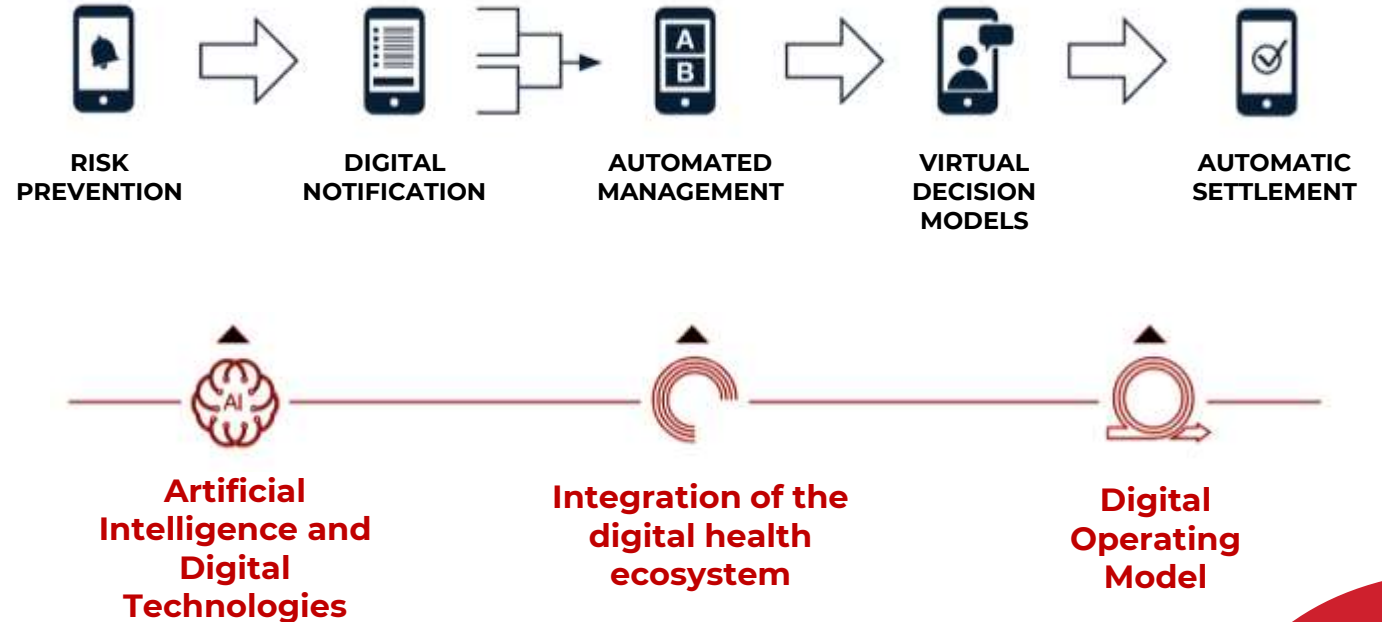 A
B
RISK
PREVENTION
DIGITAL
NOTIFICATION
AUTOMATED
MANAGEMENT
VIRTUAL
DECISION
MODELS
AUTOMATIC
SETTLEMENT
AI
Artificial
Intelligence and
Digital
Technologies
Integration of the
digital health
ecosystem
Digital
Operating
Model